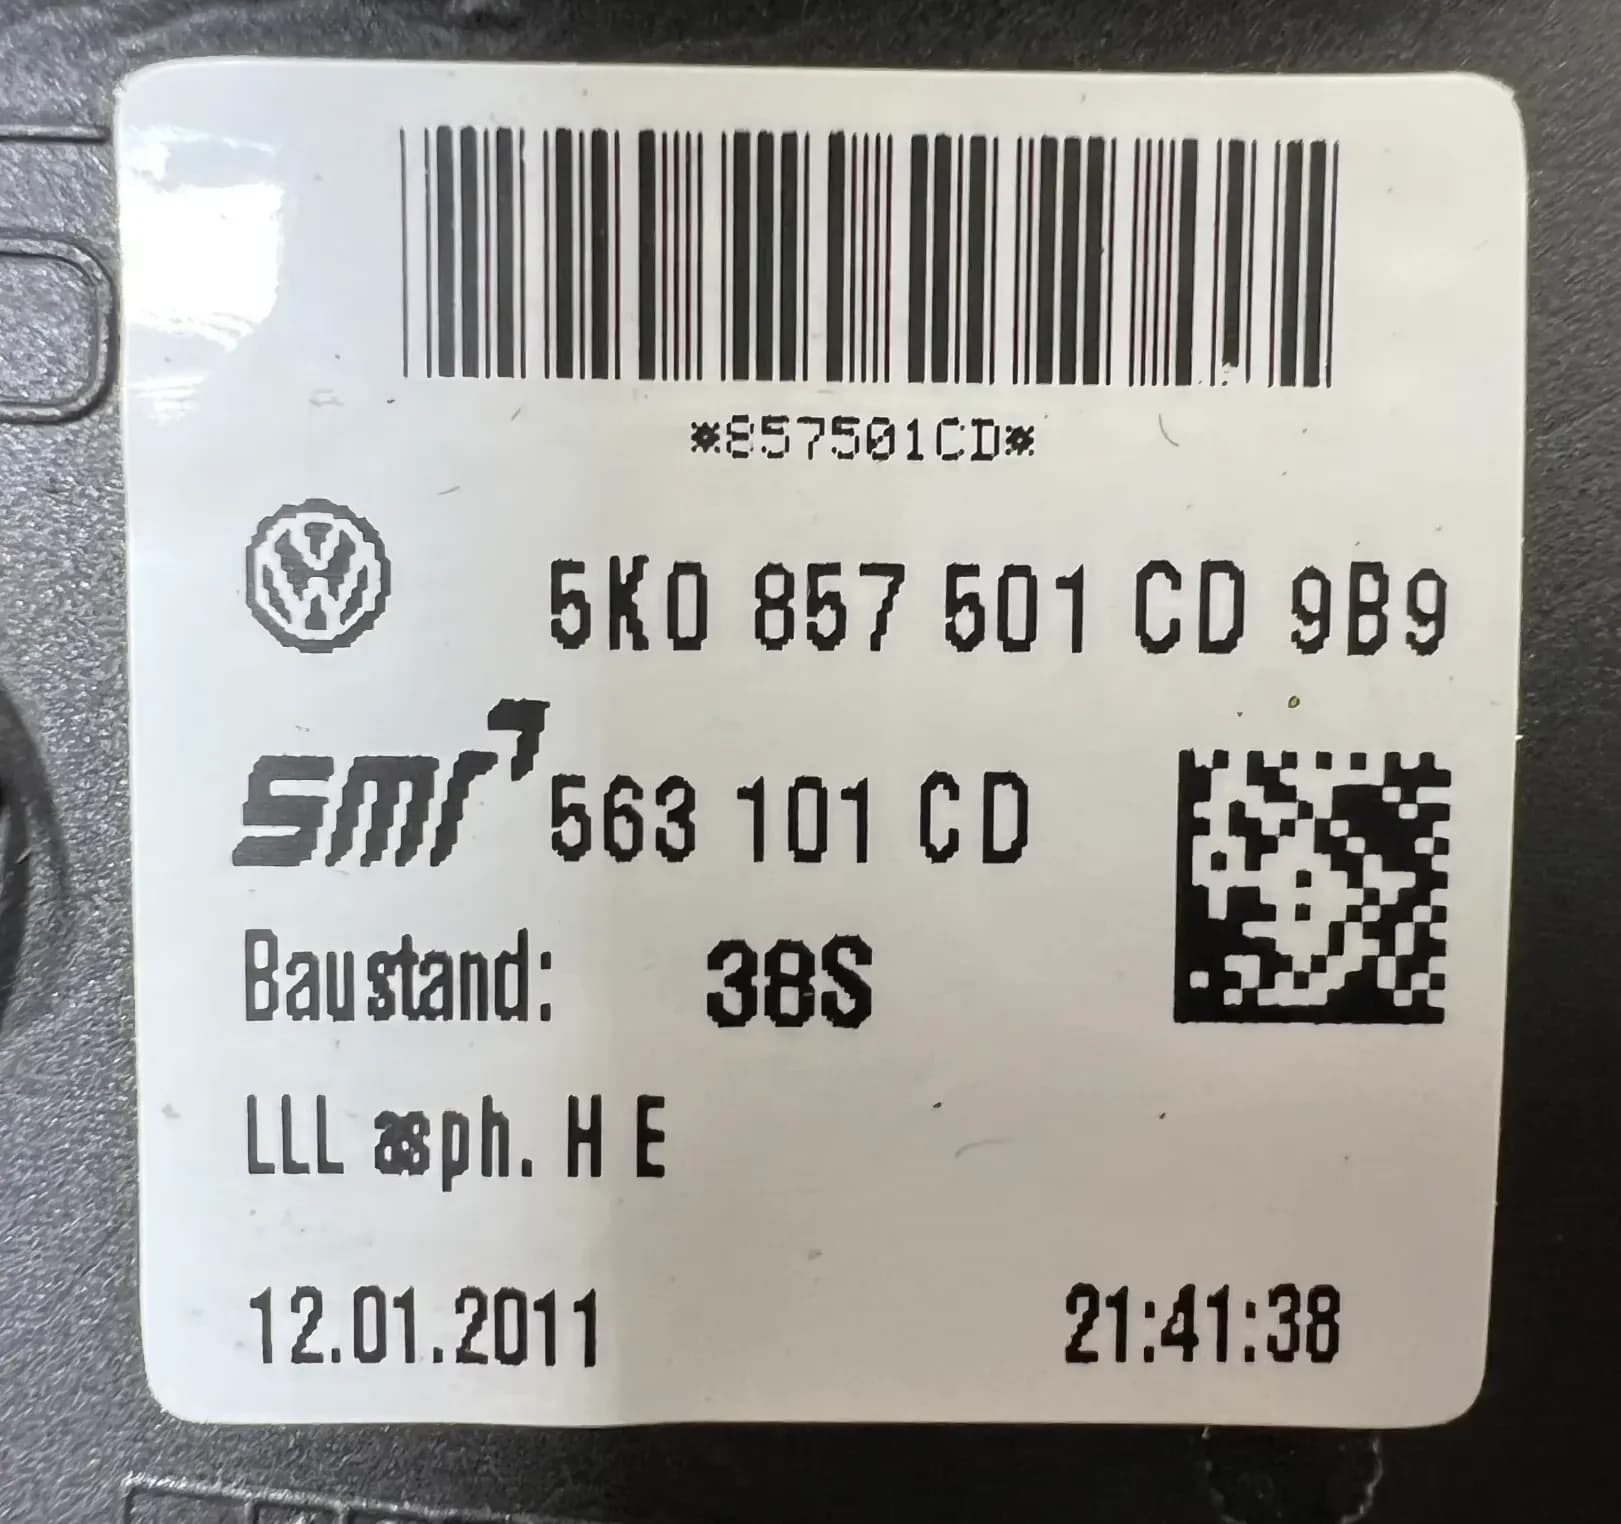 *857501CD*
5K0 857 501 CD 9B9
smr 563 101 CD
Baustand: 38S
LLL asph. H E
12.01.2011 21:41:38